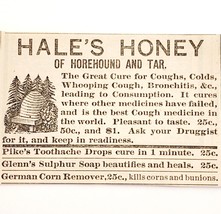 HALE'S HONEY
OF HOREHOUND AND TAR.
The Great Cure for Coughs, Colds,
Whooping Cough, Bronchitis, &c.,
leading to Consumption. It cures
where other medicines have failed,
and is the best Cough medicine in
the world. Pleasant to taste. 25c.,
50c., and $1. Ask your Druggist
for it, and keep in readiness.
Pike's Toothache Drops cure in 1 minute. 25c.
Glenn's Sulphur Soap beautifies and heals. 25c.
German Corn Remover, 25c., kills corns and bunions.